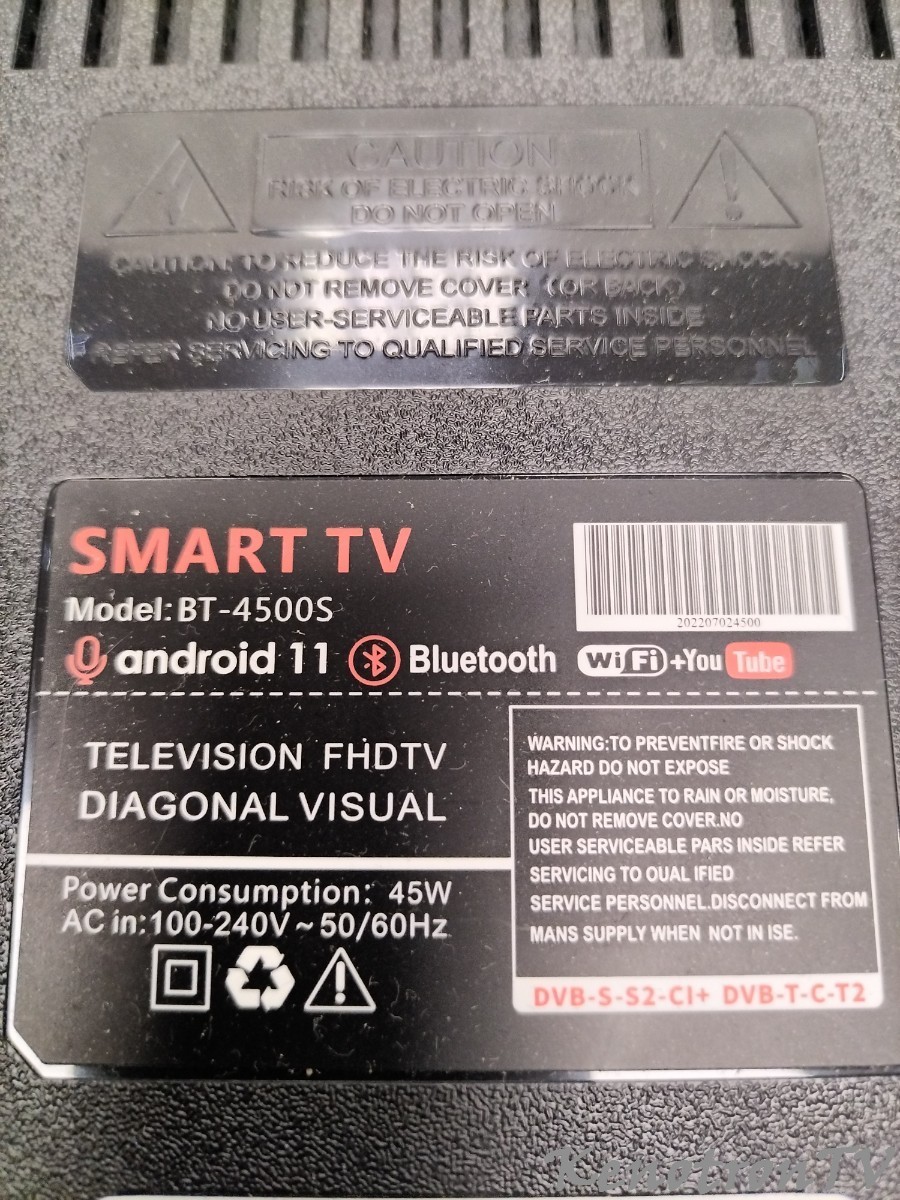 CAUTION
RISK OF ELECTRIC SHOCK
DO NOT OPEN
CAUTION: TO REDUCE THE RISK OF ELECTRIC SHOCK,
DO NOT REMOVE COVER (OR BACK)
NO USER-SERVICEABLE PARTS INSIDE
REFER SERVICING TO QUALIFIED SERVICE PERSONNEL
SMART TV
Model: BT-4500S
202207024500
android 11 Bluetooth WiFi+YouTube
TELEVISION FHDTV
DIAGONAL VISUAL
Power Consumption: 45W
AC in:100-240V~50/60Hz
WARNING:TO PREVENTFIRE OR SHOCK
HAZARD DO NOT EXPOSE
THIS APPLIANCE TO RAIN OR MOISTURE,
DO NOT REMOVE COVER.NO
USER SERVICEABLE PARS INSIDE REFER
SERVICING TO OUAL IFIED
SERVICE PERSONNEL.DISCONNECT FROM
MANS SUPPLY WHEN NOT IN ISE.
DVB-S-S2-CI+ DVB-T-C-T2
KenotronTV